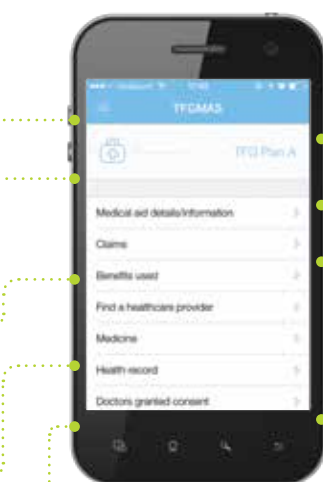 TFGMAS
TFG Plan A
Medical aid details/information
Claims
Benefits used
Find a healthcare provider
Medicine
Health record
Doctors granted consent